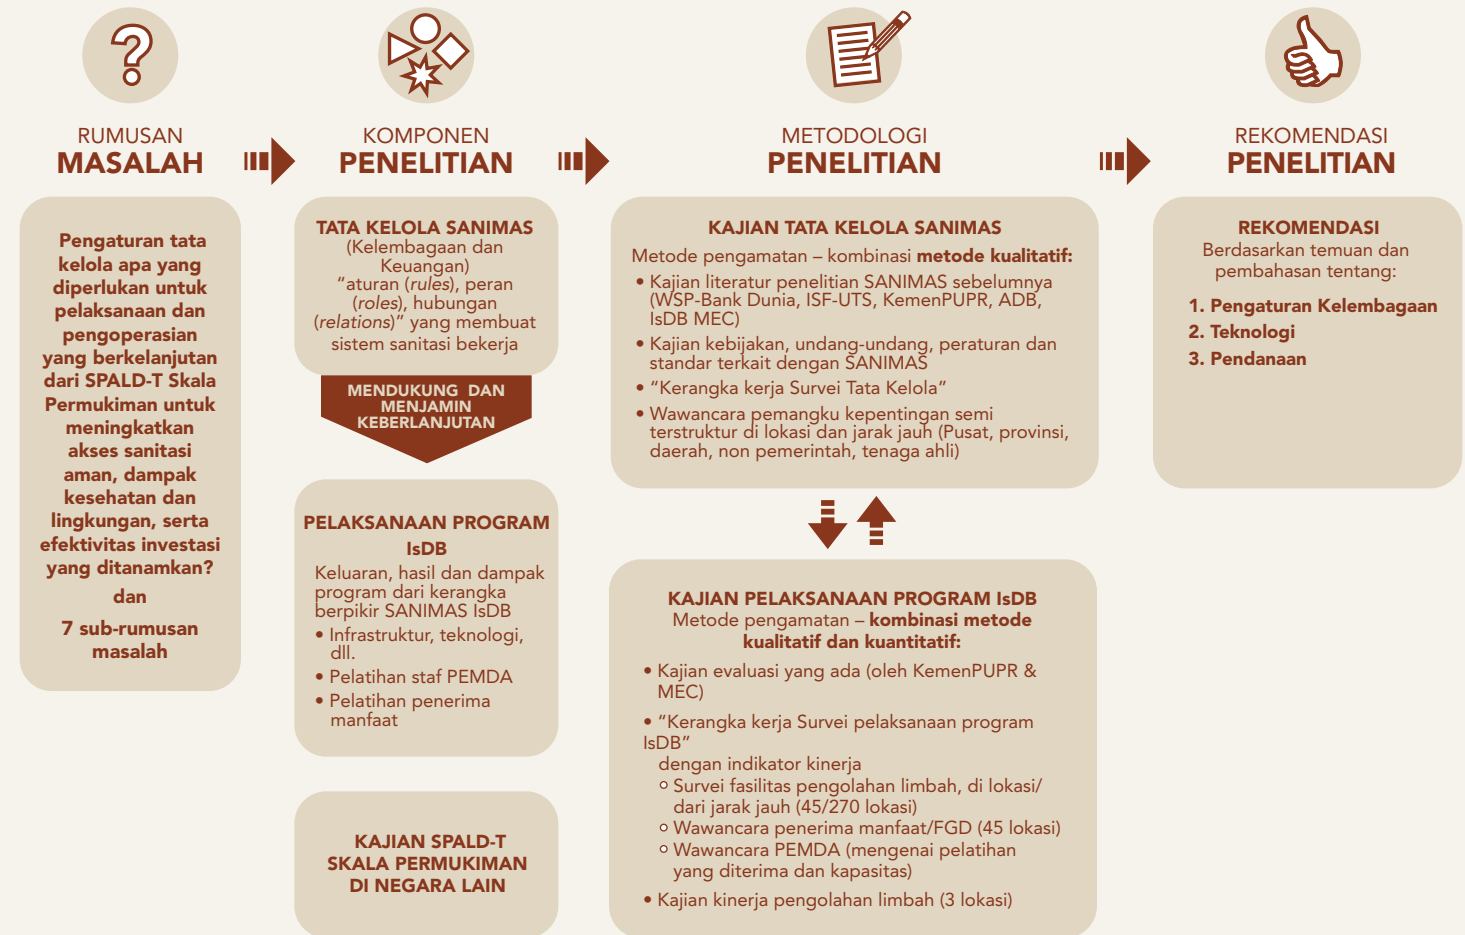 RUMUSAN
MASALAH
Pengaturan tata
kelola apa yang
diperlukan untuk
pelaksanaan dan
pengoperasian
yang berkelanjutan
dari SPALD-T Skala
Permukiman untuk
meningkatkan
akses sanitasi
aman, dampak
kesehatan dan
lingkungan, serta
efektivitas investasi
yang ditanamkan?
dan
7 sub-rumusan
masalah
KOMPONEN
PENELITIAN
TATA KELOLA SANIMAS
(Kelembagaan dan
Keuangan)
“aturan (rules), peran
(roles), hubungan
(relations)” yang membuat
sistem sanitasi bekerja
MENDUKUNG DAN
MENJAMIN
KEBERLANJUTAN
PELAKSANAAN PROGRAM
IsDB
Keluaran, hasil dan dampak
program dari kerangka
berpikir SANIMAS IsDB
• Infrastruktur, teknologi,
dll.
• Pelatihan staf PEMDA
• Pelatihan penerima
manfaat
KAJIAN SPALD-T
SKALA PERMUKIMAN
DI NEGARA LAIN
METODOLOGI
PENELITIAN
KAJIAN TATA KELOLA SANIMAS
Metode pengamatan – kombinasi metode kualitatif:
• Kajian literatur penelitian SANIMAS sebelumnya
(WSP-Bank Dunia, ISF-UTS, KemenPUPR, ADB,
IsDB MEC)
• Kajian kebijakan, undang-undang, peraturan dan
standar terkait dengan SANIMAS
• “Kerangka kerja Survei Tata Kelola”
• Wawancara pemangku kepentingan semi
terstruktur di lokasi dan jarak jauh (Pusat, provinsi,
daerah, non pemerintah, tenaga ahli)
KAJIAN PELAKSANAAN PROGRAM IsDB
Metode pengamatan – kombinasi metode
kualitatif dan kuantitatif:
• Kajian evaluasi yang ada (oleh KemenPUPR &
MEC)
• “Kerangka kerja Survei pelaksanaan program
IsDB”
dengan indikator kinerja
○ Survei fasilitas pengolahan limbah, di lokasi/
dari jarak jauh (45/270 lokasi)
○ Wawancara penerima manfaat/FGD (45 lokasi)
○ Wawancara PEMDA (mengenai pelatihan
yang diterima dan kapasitas)
• Kajian kinerja pengolahan limbah (3 lokasi)
REKOMENDASI
PENELITIAN
REKOMENDASI
Berdasarkan temuan dan
pembahasan tentang:
1. Pengaturan Kelembagaan
2. Teknologi
3. Pendanaan